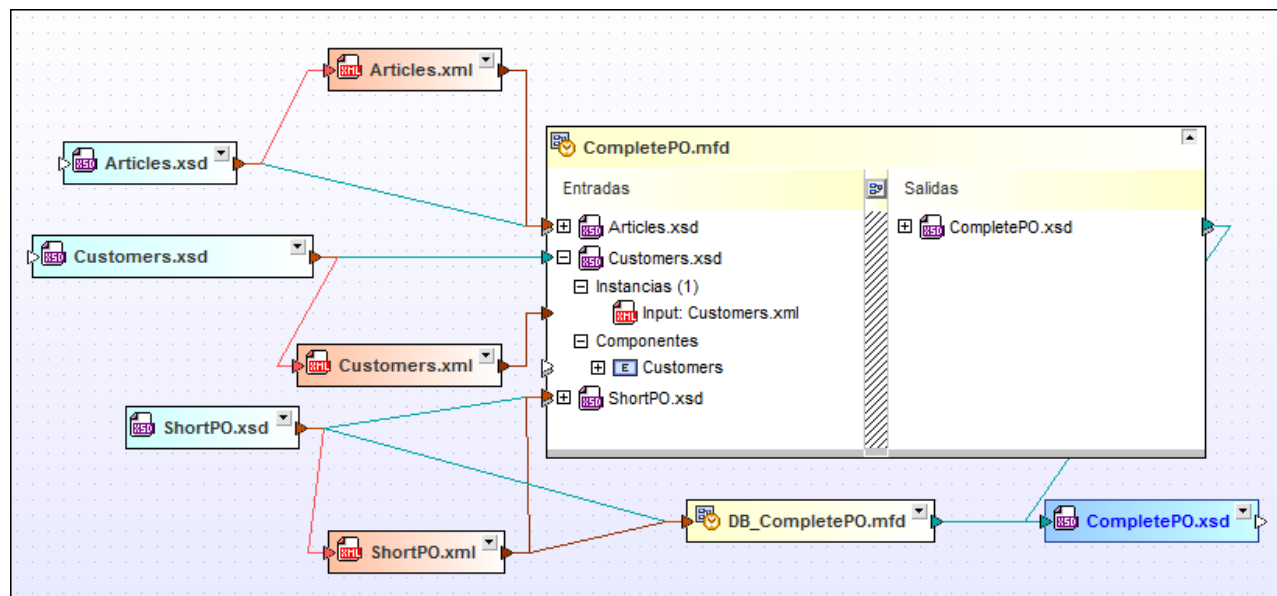 Articles.xml
Articles.xsd
Customers.xsd
Customers.xml
ShortPO.xsd
ShortPO.xml
CompletePO.mfd
Entradas
Articles.xsd
Customers.xsd
Instancias (1)
Input: Customers.xml
Componentes
E Customers
ShortPO.xsd
Salidas
CompletePO.xsd
DB_CompletePO.mfd
CompletePO.xsd